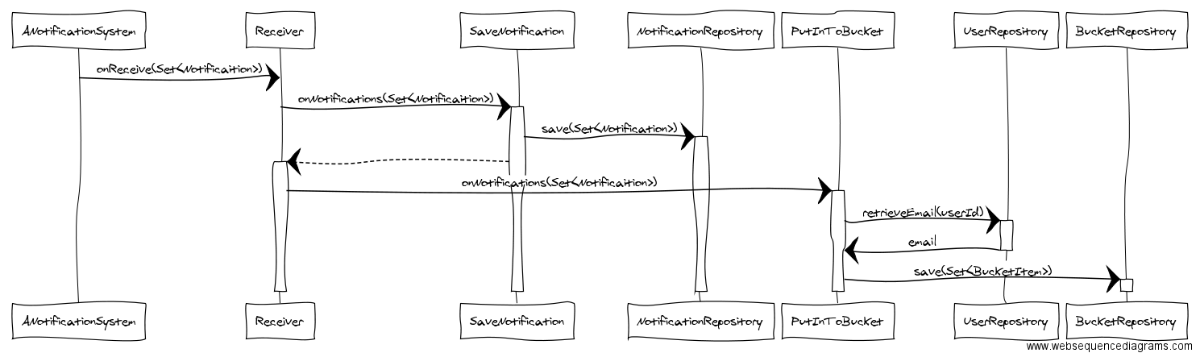 ANotificationSystem
Receiver
SaveNotification
NotificationRepository
PutInToBucket
UserRepository
BucketRepository
onReceive(Set<Notificaition>)
onNotifications(Set<Notificaition>)
save(Set<Notification>)
onNotifications(Set<Notificaition>)
retrieveEmail(userId)
email
save(Set<BucketItem>)
ANotificationSystem
Receiver
SaveNotification
NotificationRepository
PutInToBucket
UserRepository
BucketRepository
www.websequencediagrams.com